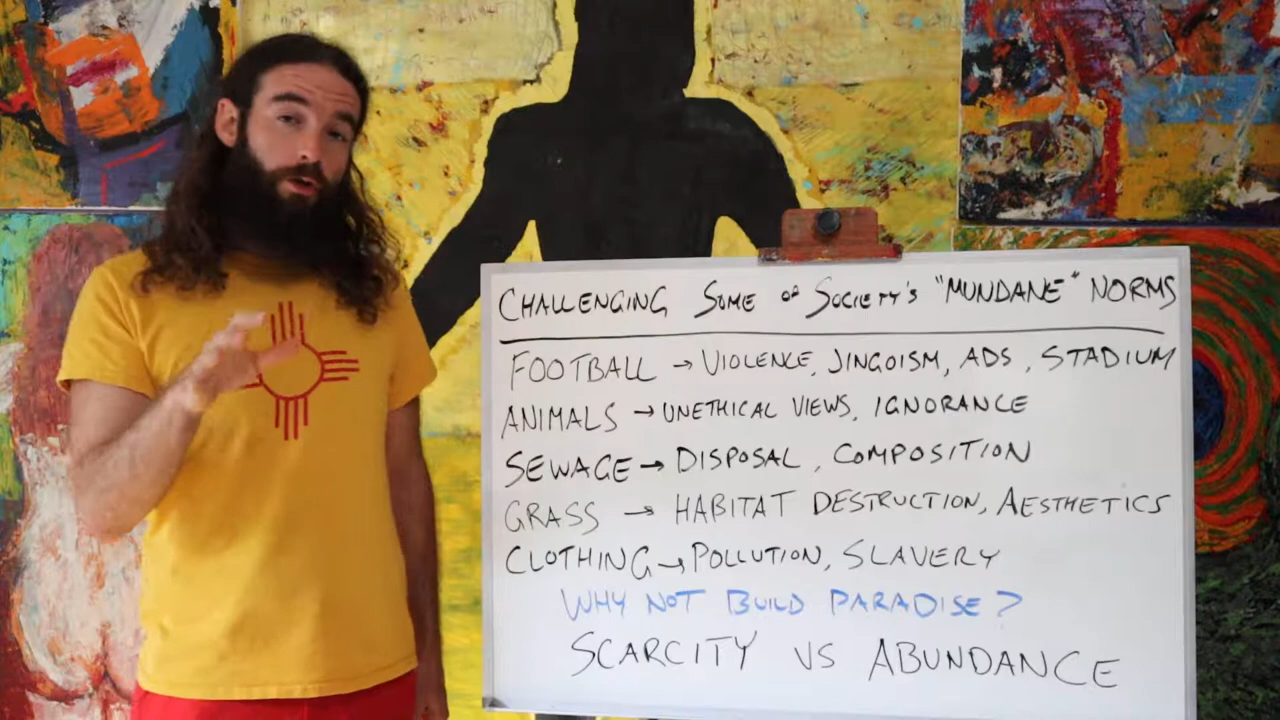 CHALLENGING SOME OF SOCIETY'S "MUNDANE" NORMS
FOOTBALL → VIOLENCE, JINGOISM, ADS, STADIUM
ANIMALS → UNETHICAL VIEWS, IGNORANCE
SEWAGE → DISPOSAL, COMPOSITION
GRASS → HABITAT DESTRUCTION, AESTHETICS
CLOTHING → POLLUTION, SLAVERY
WHY NOT BUILD PARADISE?
SCARCITY VS ABUNDANCE